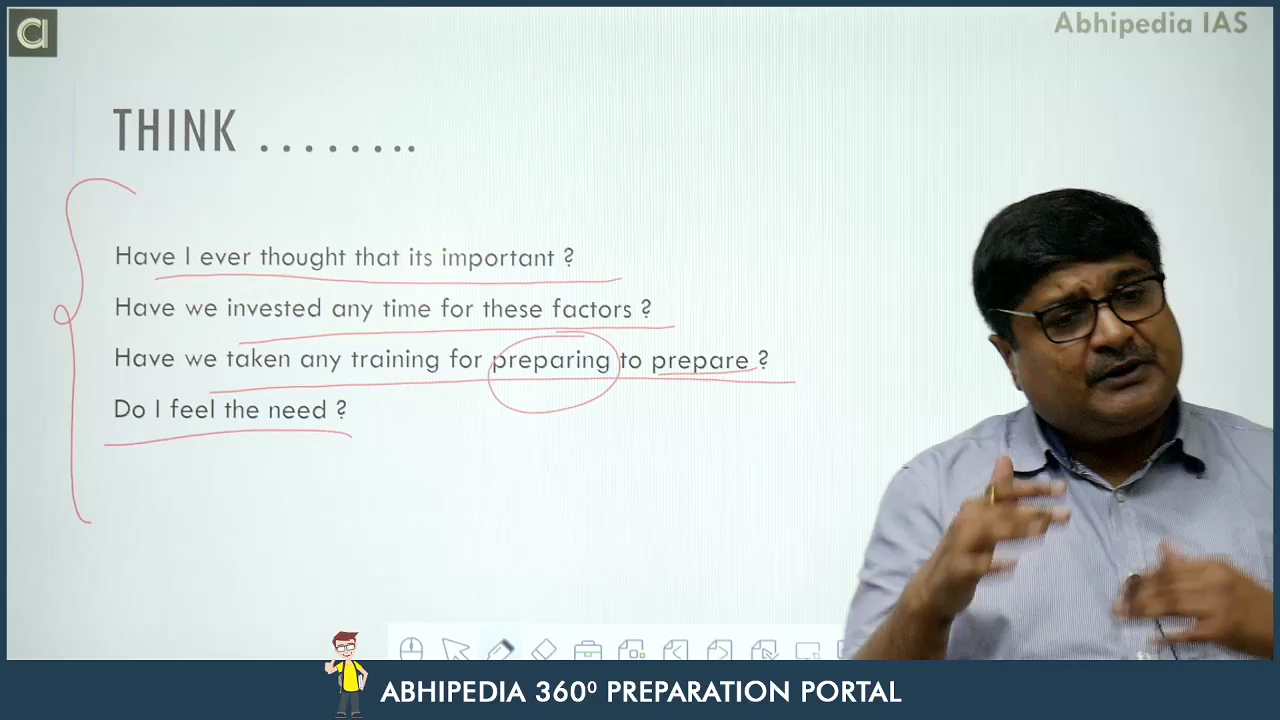 Abhipedia IAS
THINK ........
Have I ever thought that its important ?
Have we invested any time for these factors ?
Have we taken any training for preparing to prepare ?
Do I feel the need ?
ABHIPEDIA 360⁰ PREPARATION PORTAL